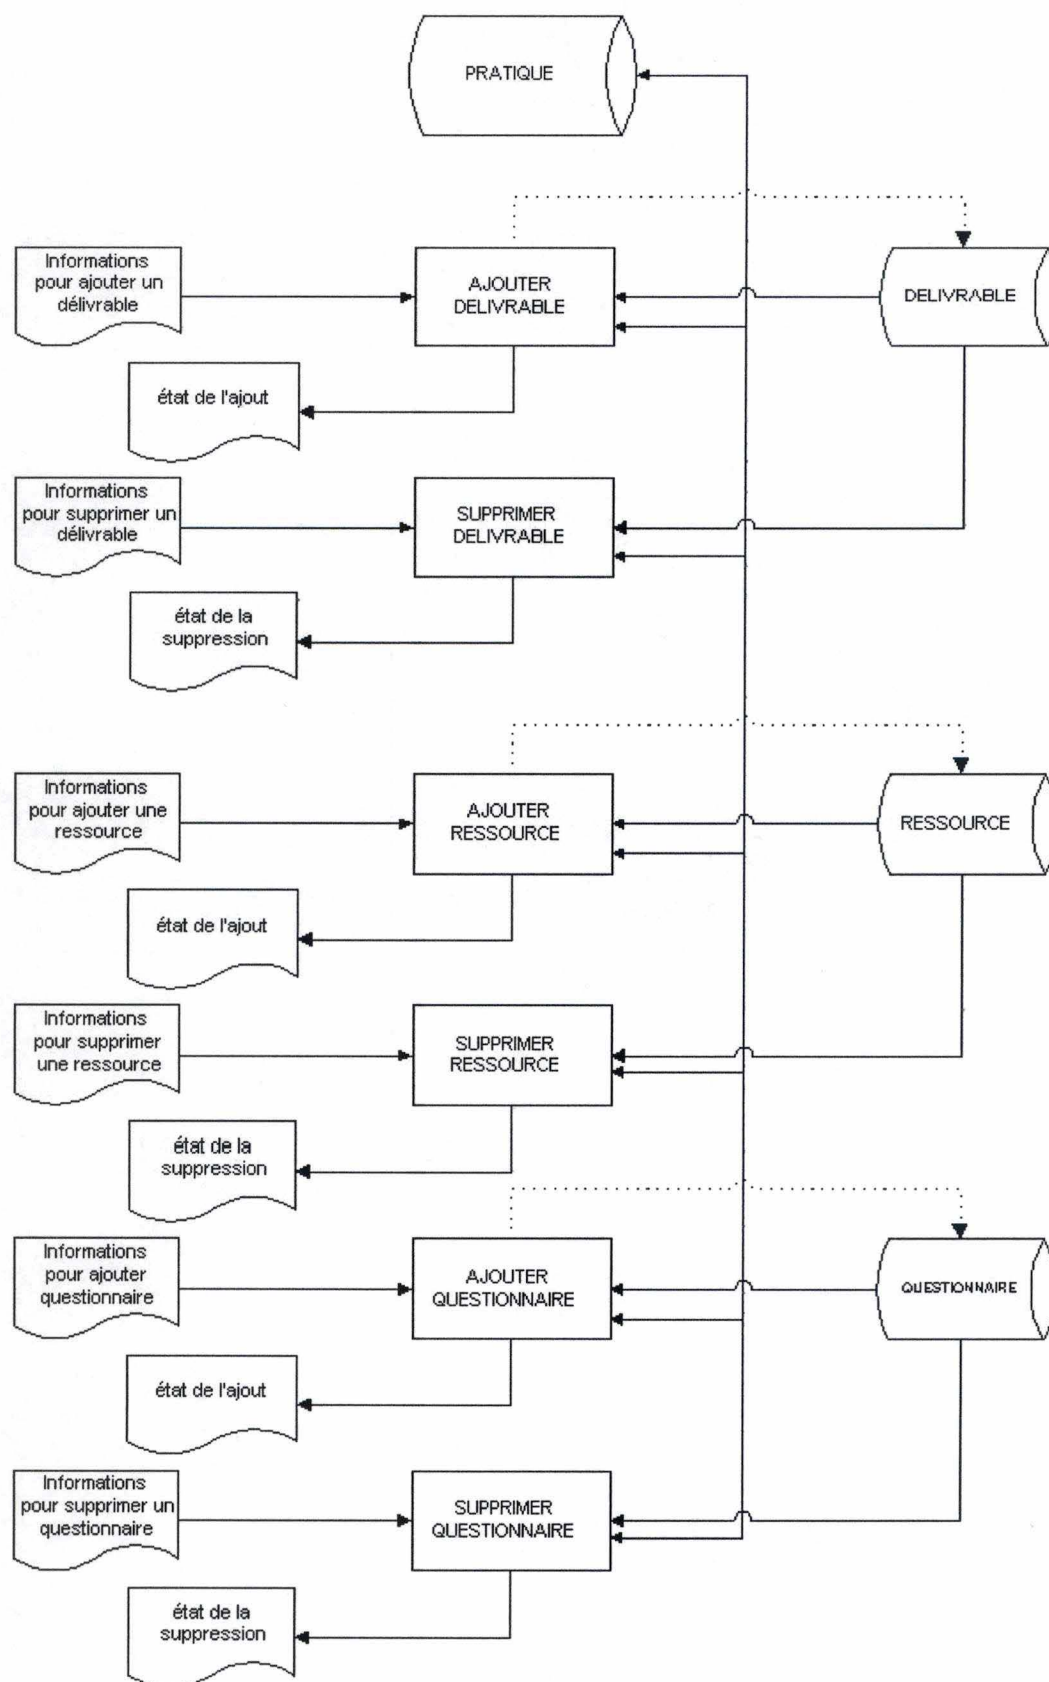 PRATIQUE
Informations
pour ajouter un
délivrable
AJOUTER
DELIVRABLE
DELIVRABLE
état de l'ajout
Informations
pour supprimer un
délivrable
SUPPRIMER
DELIVRABLE
état de la
suppression
Informations
pour ajouter une
ressource
AJOUTER
RESSOURCE
RESSOURCE
état de l'ajout
Informations
pour supprimer
une ressource
SUPPRIMER
RESSOURCE
état de la
suppression
Informations
pour ajouter
questionnaire
AJOUTER
QUESTIONNAIRE
QUESTIONNAIRE
état de l'ajout
Informations
pour supprimer un
questionnaire
SUPPRIMER
QUESTIONNAIRE
état de la
suppression